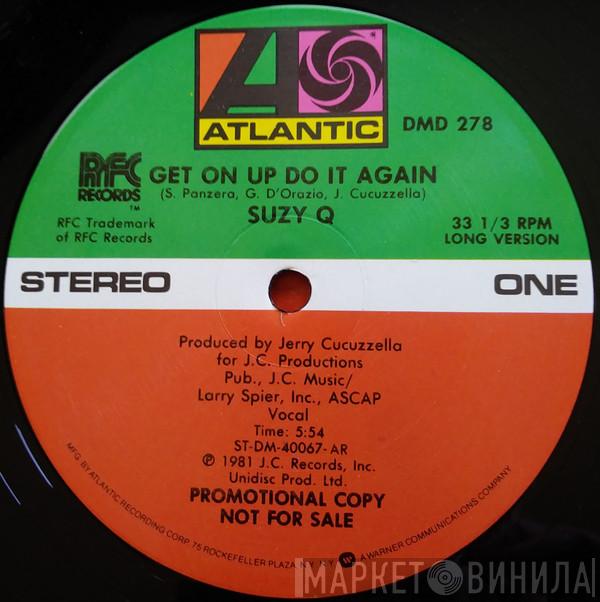 ATLANTIC
DMD 278
RFC
RECORDS
TM
RFC Trademark
of RFC Records
GET ON UP DO IT AGAIN
(S. Panzera, G. D'Orazio, J. Cucuzzella)
SUZY Q
33 1/3 RPM
LONG VERSION
STEREO
ONE
Produced by Jerry Cucuzzella
for J.C. Productions
Pub., J.C. Music/
Larry Spier, Inc., ASCAP
Vocal
Time: 5:54
ST-DM-40067-AR
℗ 1981 J.C. Records, Inc.
Unidisc Prod. Ltd.
PROMOTIONAL COPY
NOT FOR SALE
MFG BY ATLANTIC RECORDING CORP 75 ROCKEFELLER PLAZA, N.Y. N.Y. A WARNER COMMUNICATIONS COMPANY
МАРКЕТ ВИНИЛА